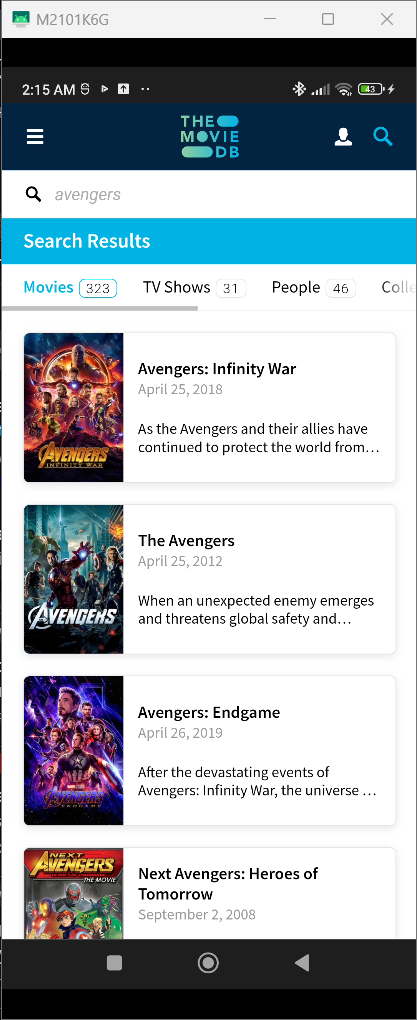 M2101K6G
2:15 AM
43
THE
MOVIE
DB
avengers
Search Results
Movies 323 TV Shows 31 People 46 Colle
Avengers: Infinity War
April 25, 2018
As the Avengers and their allies have
continued to protect the world from…
AVENGERS
INFINITY WAR
The Avengers
April 25, 2012
When an unexpected enemy emerges
and threatens global safety and…
AVENGERS
Avengers: Endgame
April 26, 2019
After the devastating events of
Avengers: Infinity War, the universe …
AVENGERS
ENDGAME
NEXT
AVENGERS
THE MOVIE
Next Avengers: Heroes of
Tomorrow
September 2, 2008